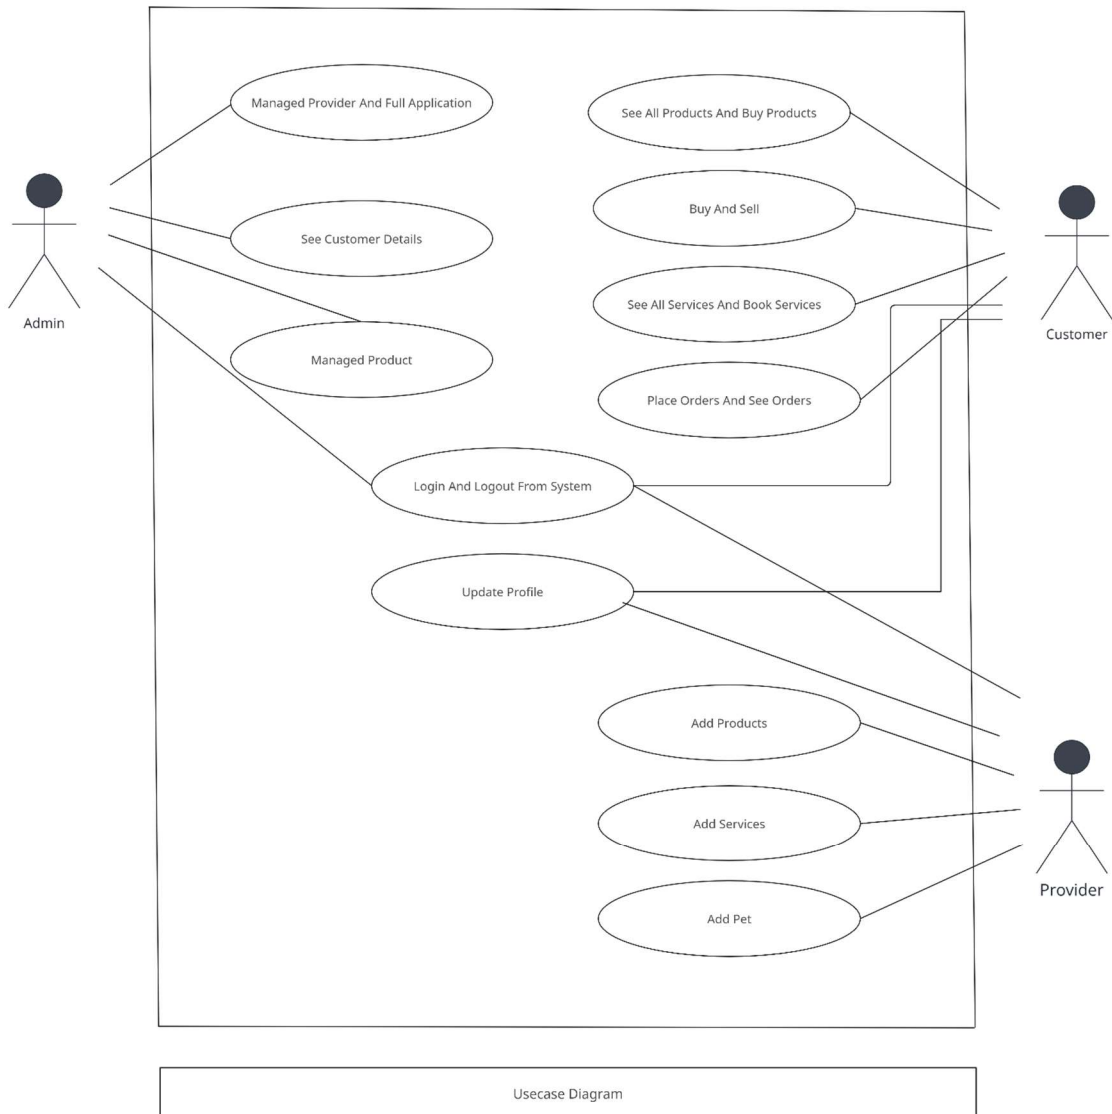 Managed Provider And Full Application
See All Products And Buy Products
Buy And Sell
See Customer Details
See All Services And Book Services
Admin
Customer
Managed Product
Place Orders And See Orders
Login And Logout From System
Update Profile
Add Products
Add Services
Provider
Add Pet
Usecase Diagram